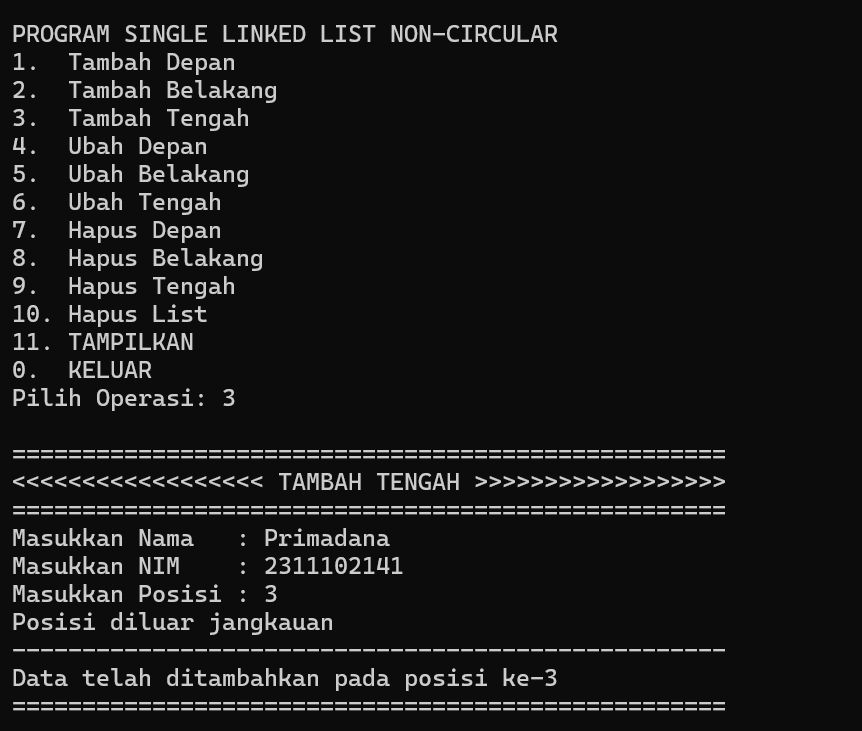 PROGRAM SINGLE LINKED LIST NON-CIRCULAR
1.  Tambah Depan
2.  Tambah Belakang
3.  Tambah Tengah
4.  Ubah Depan
5.  Ubah Belakang
6.  Ubah Tengah
7.  Hapus Depan
8.  Hapus Belakang
9.  Hapus Tengah
10. Hapus List
11. TAMPILKAN
0.  KELUAR
Pilih Operasi: 3
===================================================
<<<<<<<<<<<<<<<<<< TAMBAH TENGAH >>>>>>>>>>>>>>>>>>
===================================================
Masukkan Nama   : Primadana
Masukkan NIM    : 2311102141
Masukkan Posisi : 3
Posisi diluar jangkauan
---------------------------------------------------
Data telah ditambahkan pada posisi ke-3
===================================================